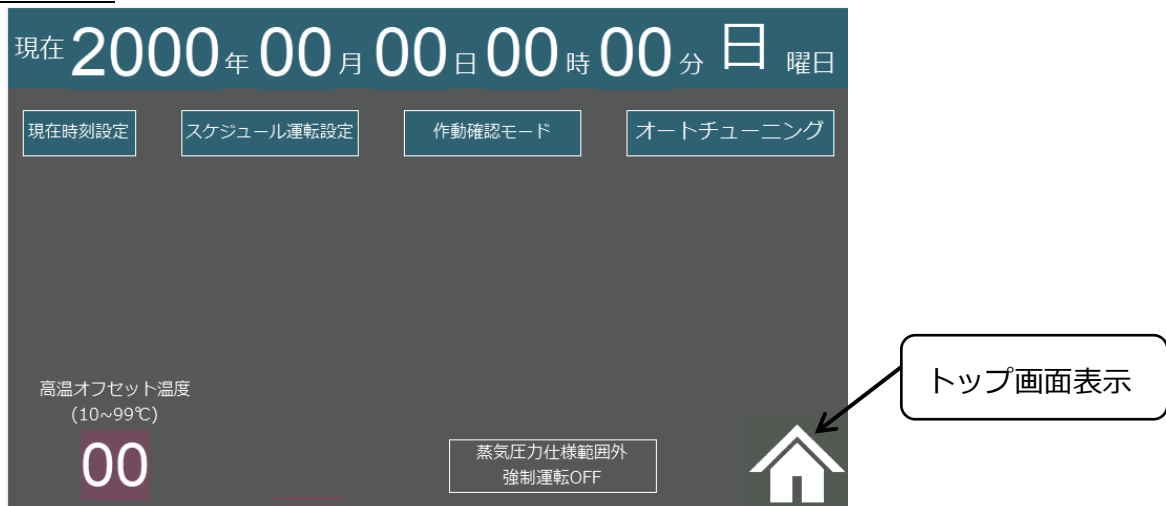 現在 2000年 00月 00日 00時 00分 日 曜日
現在時刻設定 スケジュール運転設定 作動確認モード オートチューニング
トップ画面表示
高温オフセット温度
(10~99℃)
00
蒸気圧力仕様範囲外
強制運転OFF